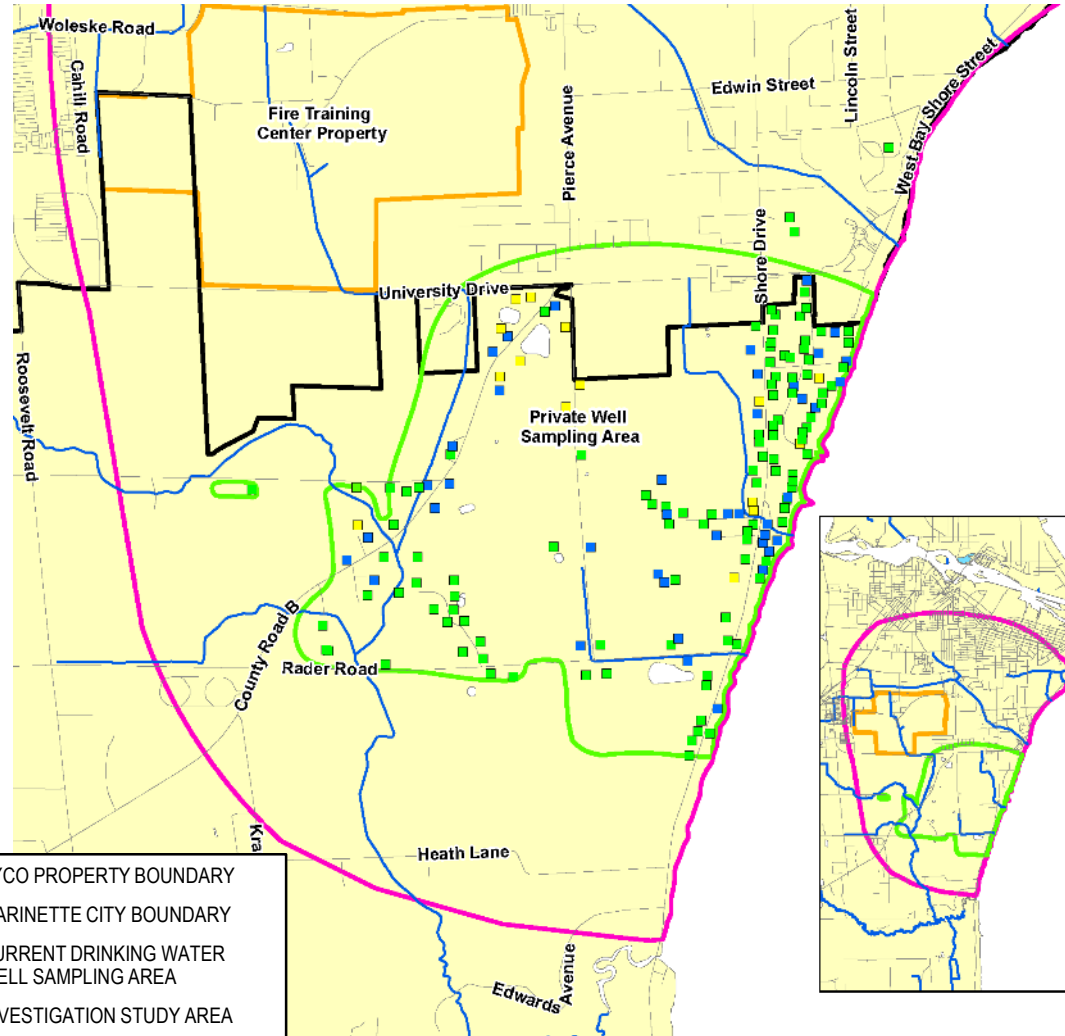 Woleske Road
Cahill Road
Fire Training
Center Property
Pierce Avenue
Edwin Street
Lincoln Street
West Bay Shore Street
Shore Drive
University Drive
Roosevelt Road
Private Well
Sampling Area
County Road B
Rader Road
Kra
Heath Lane
Edwards
Avenue
YCO PROPERTY BOUNDARY
ARINETTE CITY BOUNDARY
URRENT DRINKING WATER
ELL SAMPLING AREA
VESTIGATION STUDY AREA